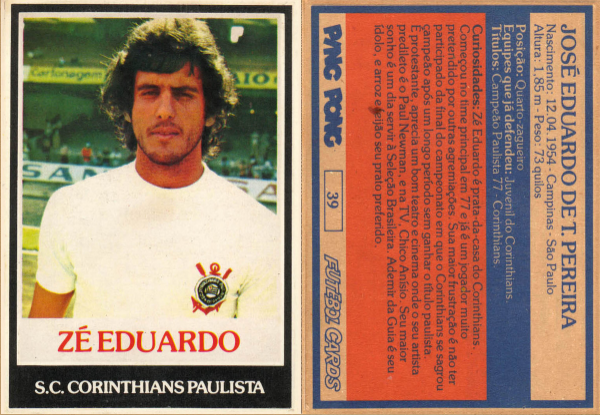 Cartonagem
SANS
ZÉ EDUARDO
S.C. CORINTHIANS PAULISTA
JOSÉ EDUARDO DE T. PEREIRA
Nascimento: 12.04.1954 - Campinas - São Paulo
Altura: 1,85 m - Peso: 73 quilos
Posição: Quarto-zagueiro
Equipes que já defendeu: Juvenil do Corinthians.
Títulos: Campeão Paulista 77 - Corinthians
Curiosidades: Zé Eduardo é prata-da-casa do Corinthians.
Começou no time principal em 77 e já é um jogador muito
pretendido por outras agremiações. Sua maior frustração é não ter
participado da final do campeonato em que o Corinthians se sagrou
campeão após um longo período sem ganhar o título paulista.
É protestante, aprecia um bom teatro e cinema onde o seu artista
predileto é o Paul Newman, e na TV, Chico Anísio. Seu maior
sonho é um dia servir à Seleção Brasileira. Ademir da Guia é seu
ídolo, e arroz e feijão seu prato preferido.
PING PONG
39
FUTEBOL CARDS